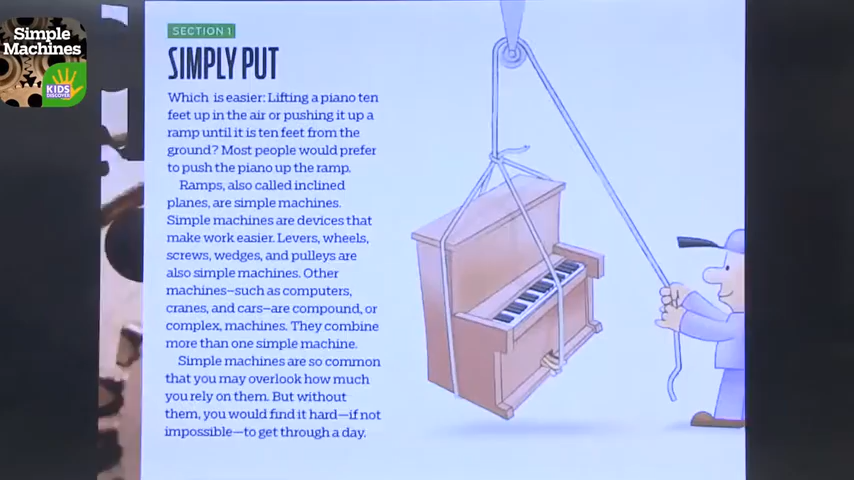 Simple
Machines
KIDS
DISCOVER
SECTION 1
SIMPLY PUT
Which is easier: Lifting a piano ten
feet up in the air or pushing it up a
ramp until it is ten feet from the
ground? Most people would prefer
to push the piano up the ramp.
Ramps, also called inclined
planes, are simple machines.
Simple machines are devices that
make work easier. Levers, wheels,
screws, wedges, and pulleys are
also simple machines. Other
machines—such as computers,
cranes, and cars—are compound, or
complex, machines. They combine
more than one simple machine.
Simple machines are so common
that you may overlook how much
you rely on them. But without
them, you would find it hard—if not
impossible—to get through a day.